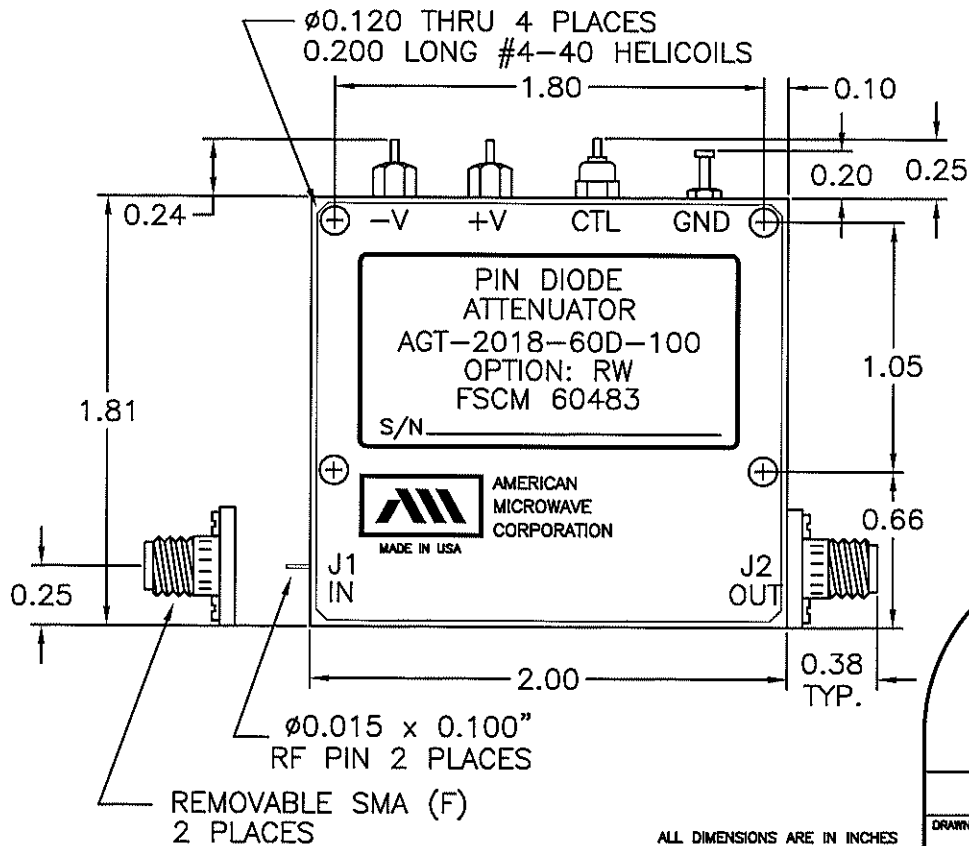 Ø0.120 THRU 4 PLACES
0.200 LONG #4-40 HELICOILS
1.80
0.10
0.25
0.20
0.24
-V +V CTL GND
PIN DIODE
ATTENUATOR
AGT-2018-60D-100
OPTION: RW
FSCM 60483
S/N
1.05
1.81
AMERICAN
MICROWAVE
CORPORATION
MADE IN USA
0.66
J1
IN
J2
OUT
0.25
2.00
0.38
TYP.
Ø0.015 x 0.100"
RF PIN 2 PLACES
REMOVABLE SMA (F)
2 PLACES
ALL DIMENSIONS ARE IN INCHES
DRAWN